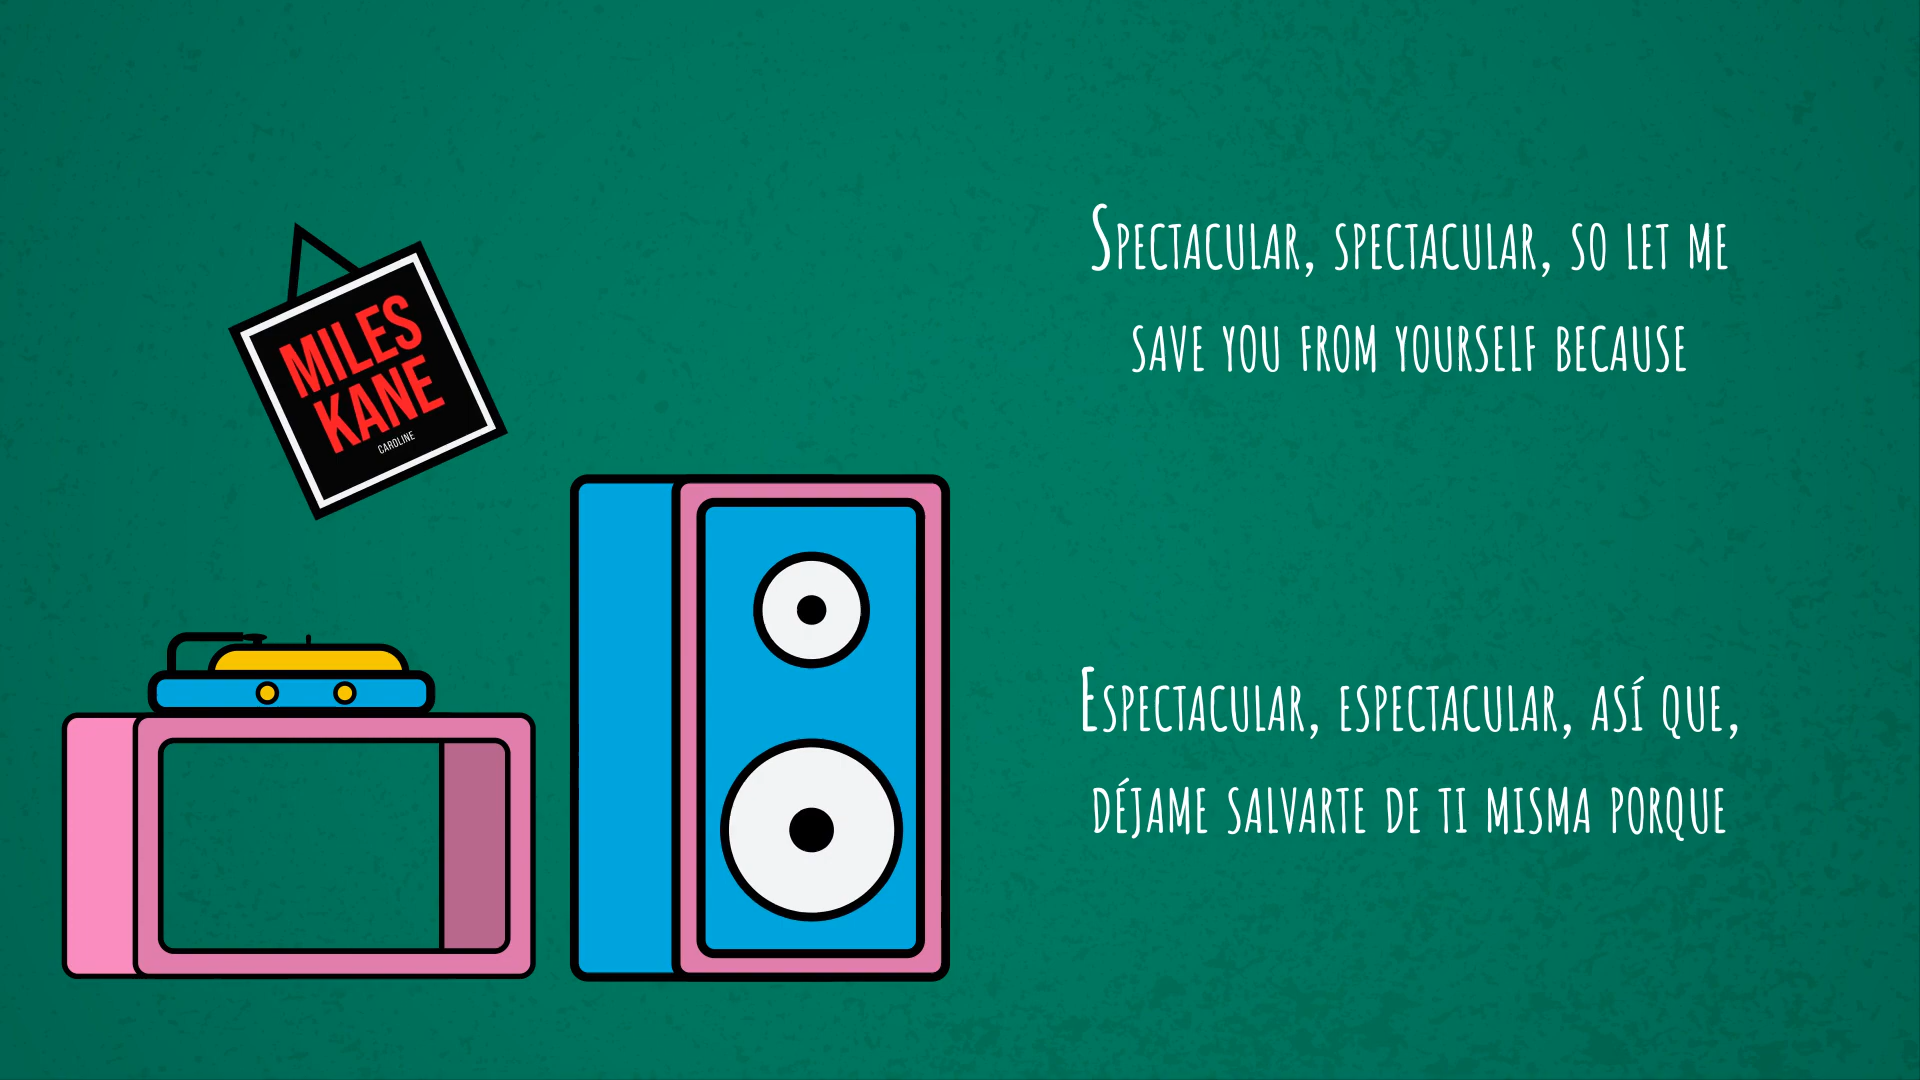 MILES
KANE
CAROLINE
Spectacular, spectacular, so let me
save you from yourself because
Espectacular, espectacular, así que,
déjame salvarte de ti misma porque